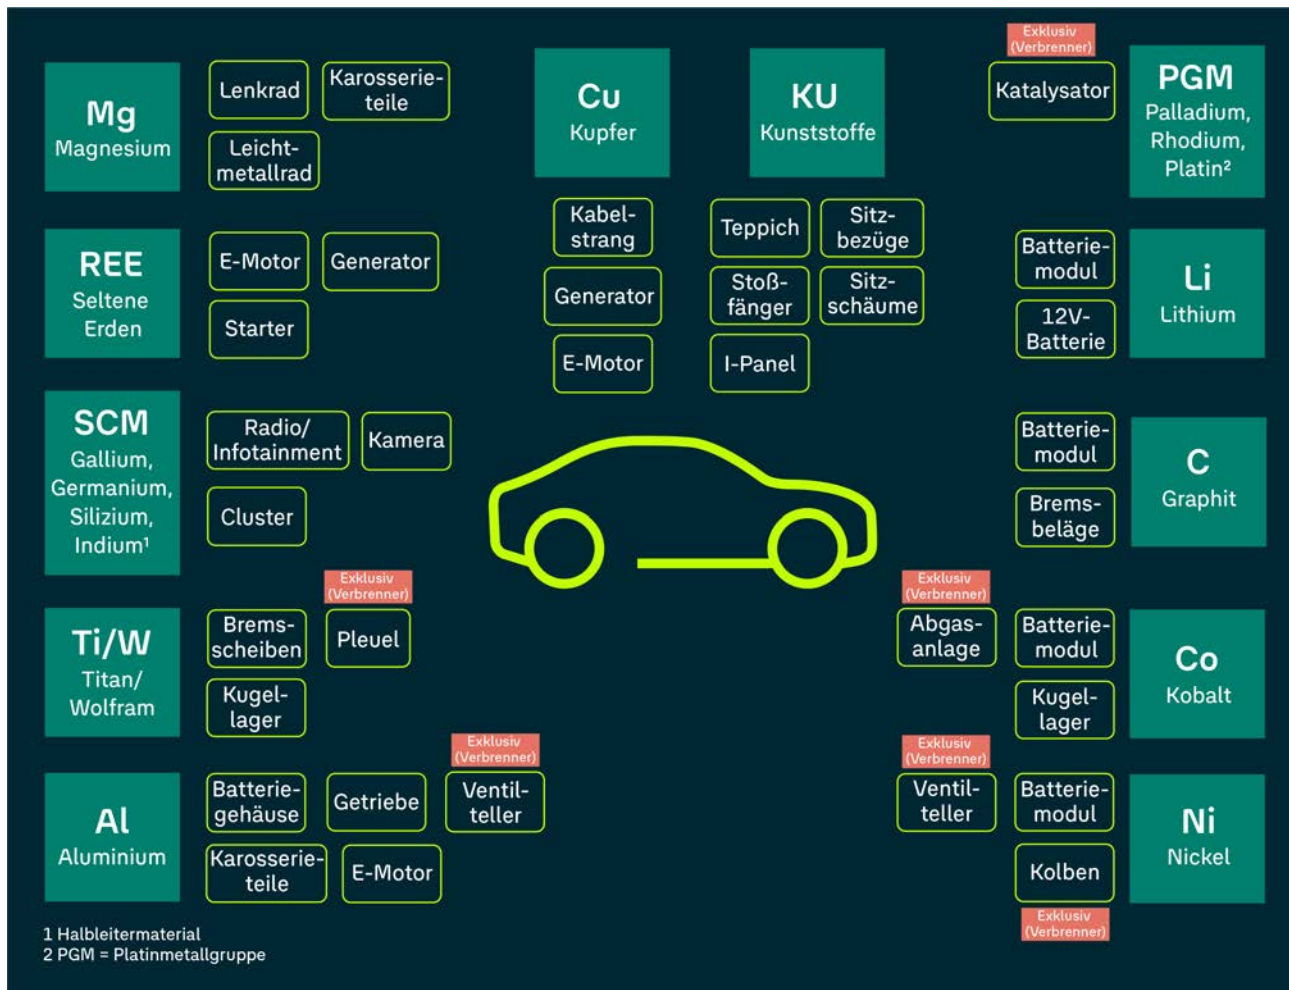 Mg
Magnesium
Lenkrad
Karosserie-
teile
Leicht-
metallrad
Cu
Kupfer
Kabel-
strang
Generator
E-Motor
KU
Kunststoffe
Teppich
Sitz-
bezüge
Stoß-
fänger
Sitz-
schäume
I-Panel
Exklusiv
(Verbrenner)
Katalysator
PGM
Palladium,
Rhodium,
Platin²
REE
Seltene
Erden
E-Motor
Generator
Starter
Batterie-
modul
12V-
Batterie
Li
Lithium
SCM
Gallium,
Germanium,
Silizium,
Indium¹
Radio/
Infotainment
Kamera
Cluster
Batterie-
modul
Brems-
beläge
C
Graphit
Ti/W
Titan/
Wolfram
Brems-
scheiben
Exklusiv
(Verbrenner)
Pleuel
Kugel-
lager
Exklusiv
(Verbrenner)
Abgas-
anlage
Batterie-
modul
Kugel-
lager
Co
Kobalt
Al
Aluminium
Batterie-
gehäuse
Getriebe
Exklusiv
(Verbrenner)
Ventil-
teller
Karosserie-
teile
E-Motor
Exklusiv
(Verbrenner)
Ventil-
teller
Batterie-
modul
Kolben
Exklusiv
(Verbrenner)
Ni
Nickel
1 Halbleitermaterial
2 PGM = Platinmetallgruppe